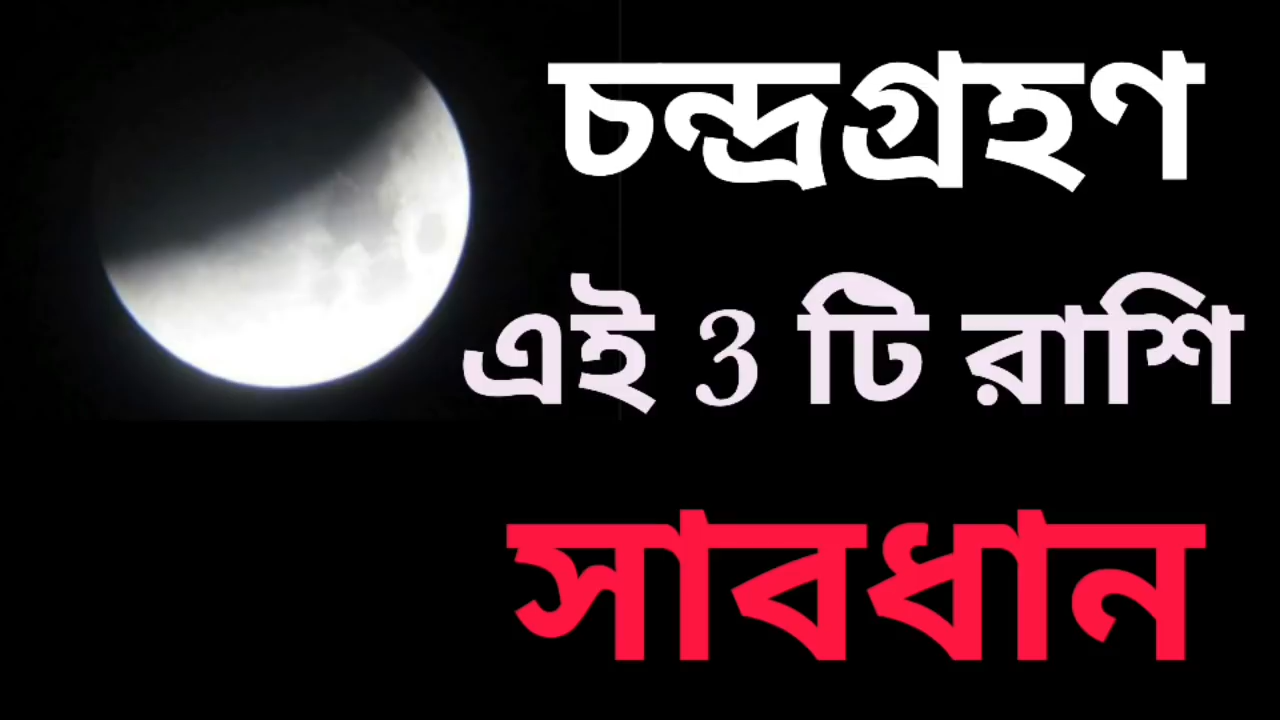 চন্দ্রগ্রহণ
এই 3 টি রাশি
সাবধান